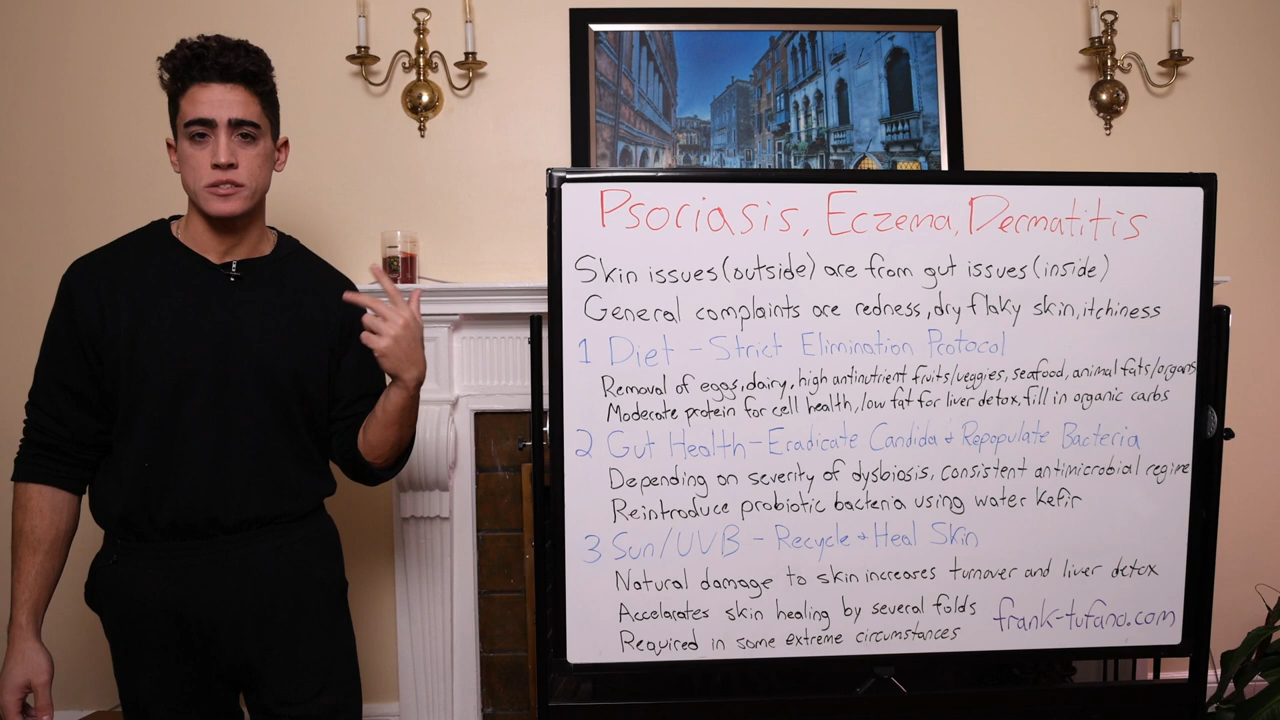 Psoriasis, Eczema, Dermatitis
Skin issues (outside) are from gut issues (inside)
General complaints are redness, dry flaky skin, itchiness
1 Diet - Strict Elimination Protocol
Removal of eggs, dairy, high antinutrient fruits/veggies, seafood, animal fats/organs
Moderate protein for cell health, low fat for liver detox, fill in organic carbs
2 Gut Health - Eradicate Candida + Repopulate Bacteria
Depending on severity of dysbiosis, consistent antimicrobial regime
Reintroduce probiotic bacteria using water kefir
3 Sun/UVB - Recycle + Heal Skin
Natural damage to skin increases turnover and liver detox
Accelarates skin healing by several folds
frank-tufano.com
Required in some extreme circumstances